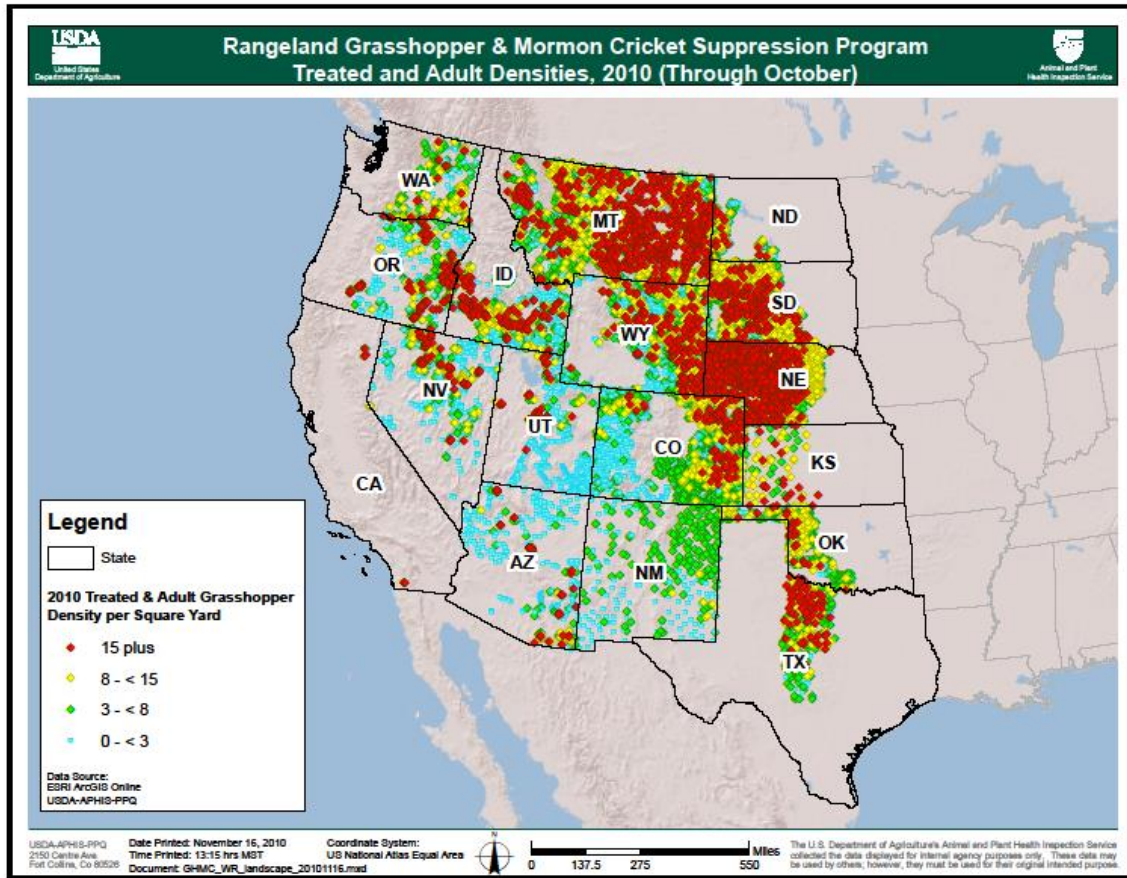 USDA
United States
Department of Agriculture
Rangeland Grasshopper & Mormon Cricket Suppression Program
Treated and Adult Densities, 2010 (Through October)
Animal and Plant
Health Inspection Service
WA
MT
ND
OR
ID
SD
WY
NE
NV
UT
CO
KS
CA
AZ
NM
OK
TX
Legend
State
2010 Treated & Adult Grasshopper
Density per Square Yard
15 plus
8 - < 15
3 - < 8
0 - < 3
Data Source:
ESRI ArcGIS Online
USDA-APHIS-PPQ
USDA-APHIS-PPQ
2150 Centre Ave.
Fort Collins, Co 80526
Date Printed: November 16, 2010
Time Printed: 13:15 hrs MST
Document: GHMC_WR_landscape_20101116.mxd
Coordinate System:
US National Atlas Equal Area
N
Miles
0 137.5 275 550
The U.S. Department of Agriculture's Animal and Plant Health Inspection Service
collected the data displayed for internal agency purposes only. These data may
be used by others; however, they must be used for their original intended purpose.